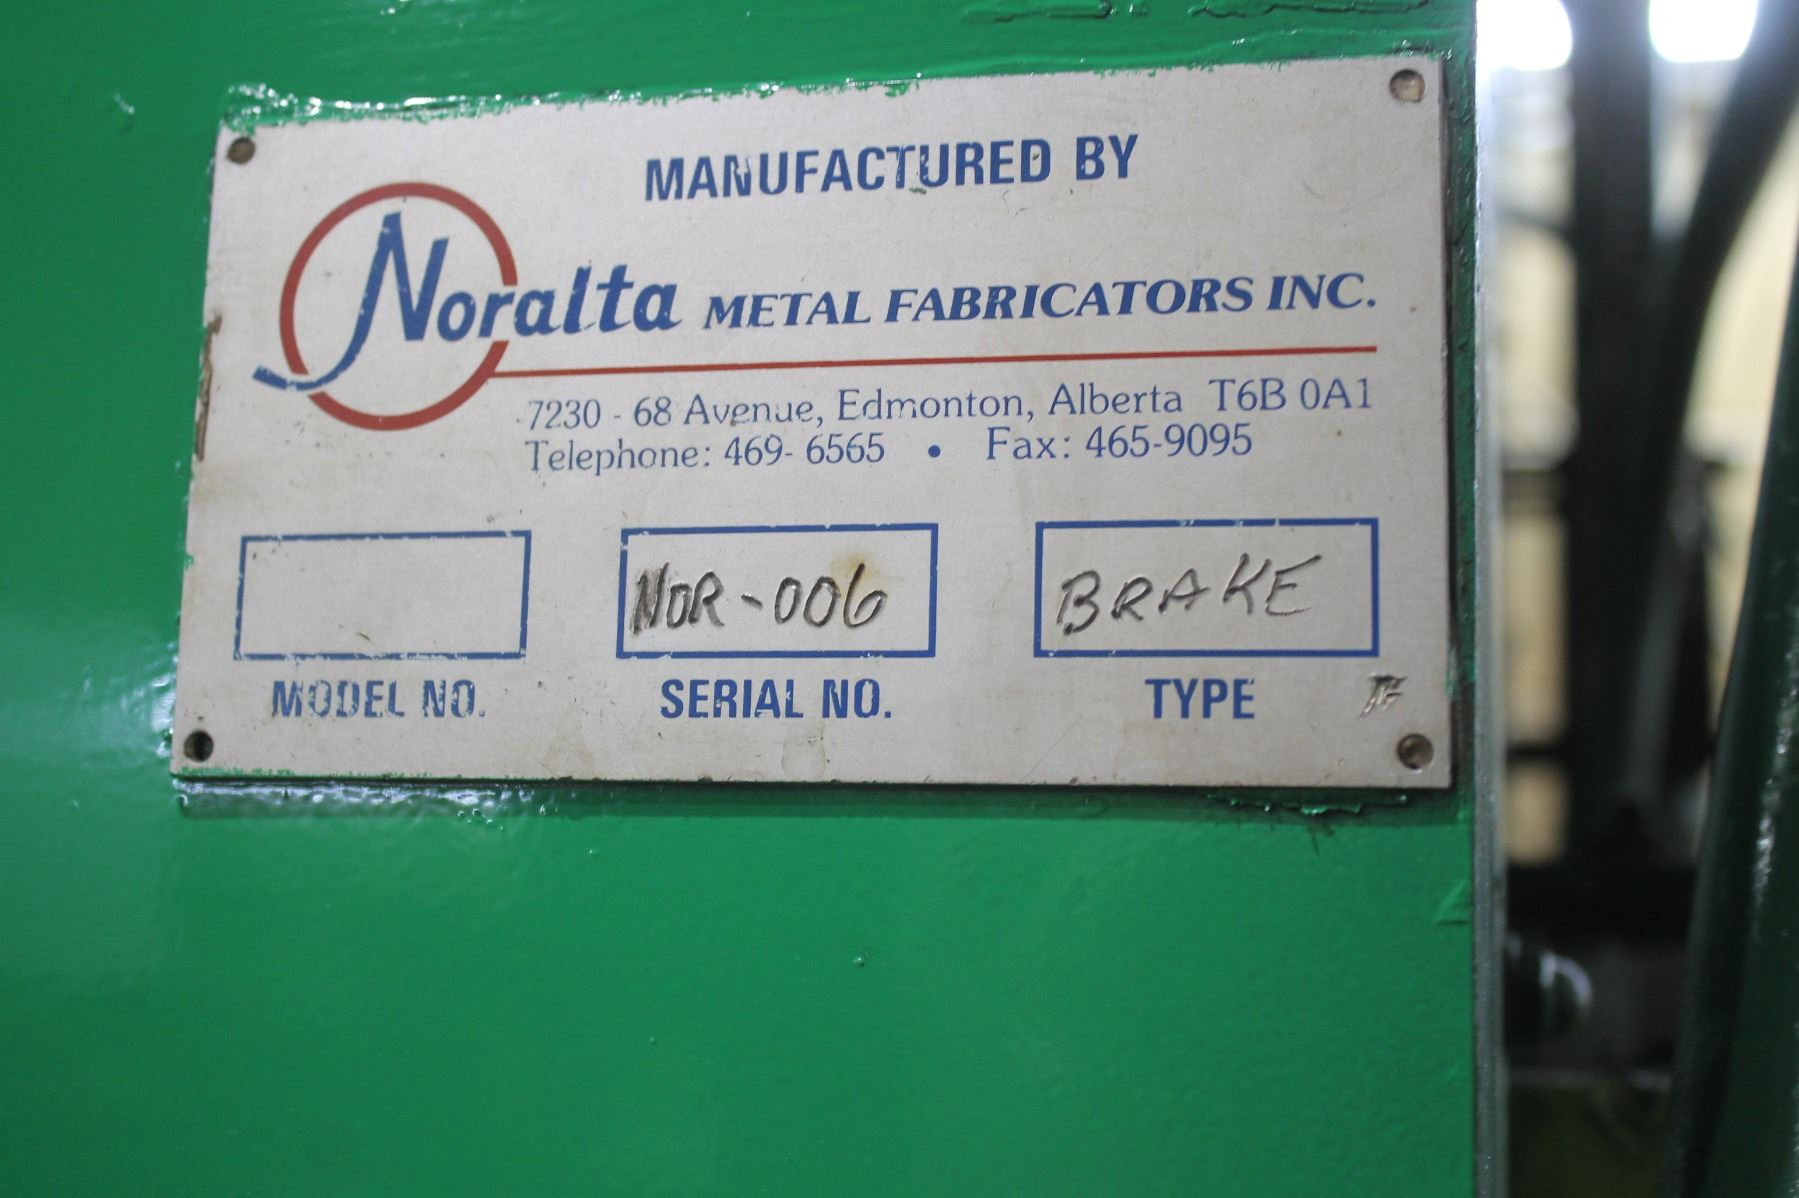 MANUFACTURED BY
Noralta METAL FABRICATORS INC.
7230 - 68 Avenue, Edmonton, Alberta T6B 0A1
Telephone: 469-6565 • Fax: 465-9095
NOR-006 BRAKE
MODEL NO. SERIAL NO. TYPE